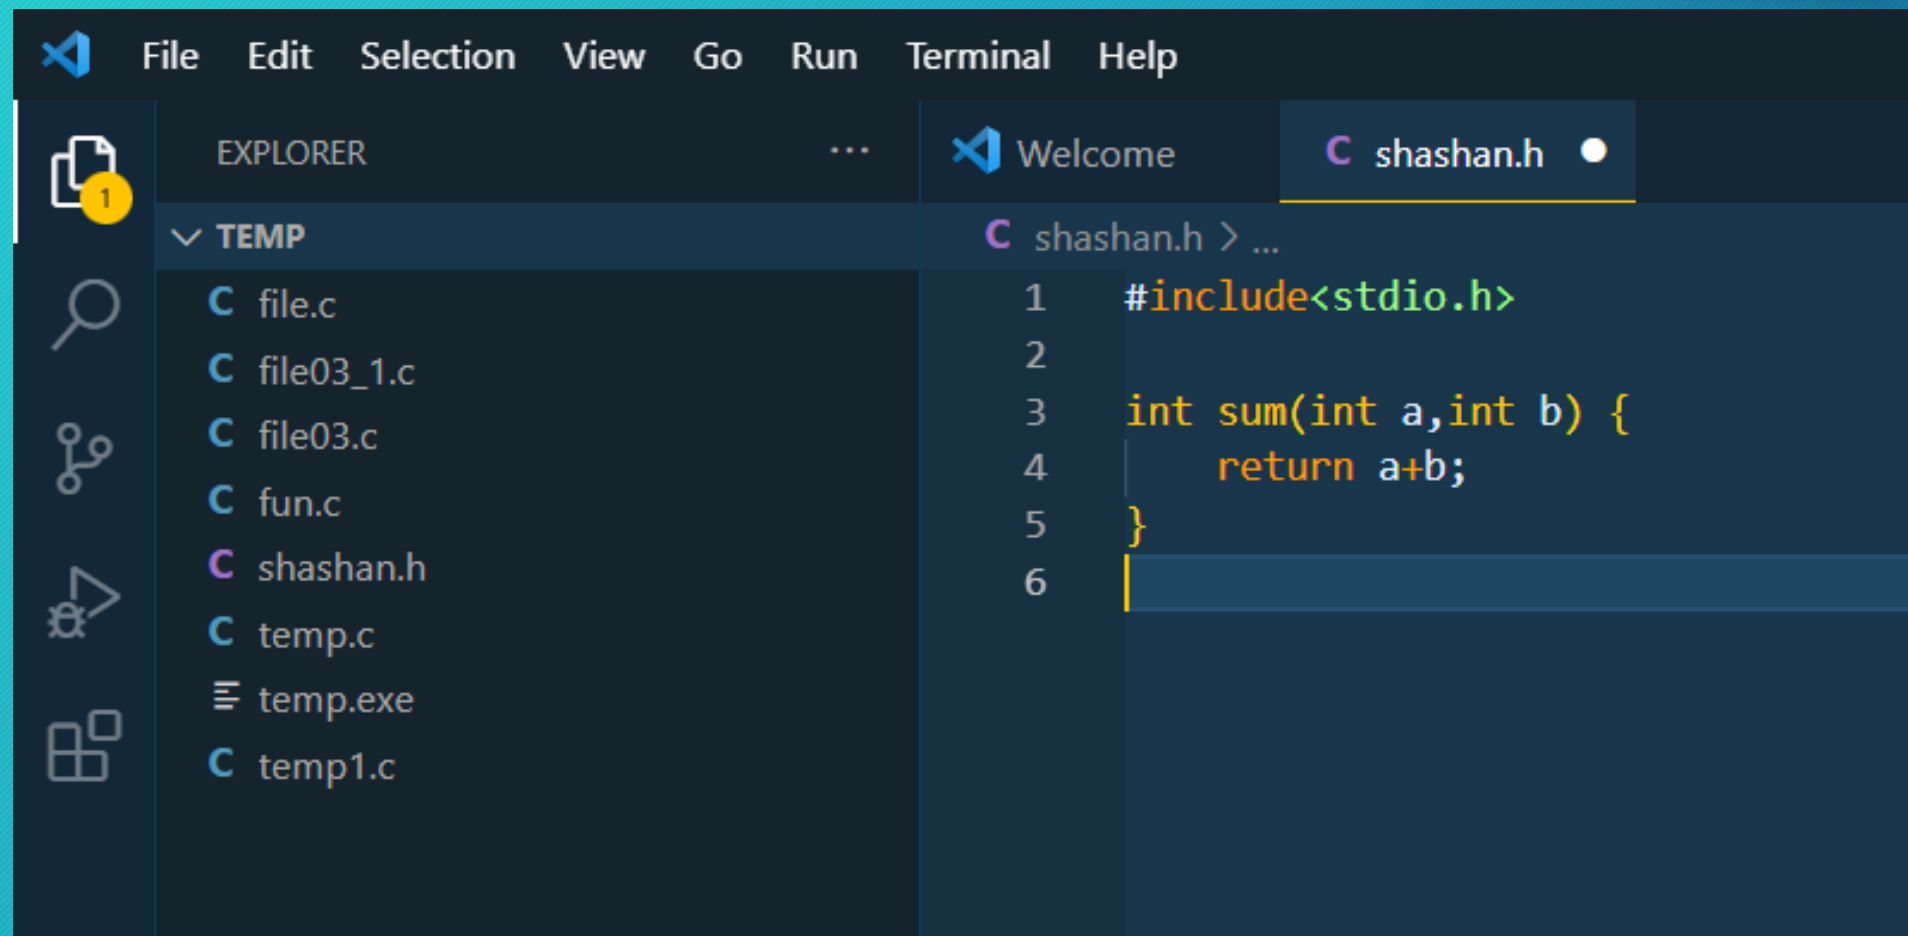 File Edit Selection View Go Run Terminal Help
EXPLORER ...
1
TEMP
file.c
file03_1.c
file03.c
fun.c
shashan.h
temp.c
temp.exe
temp1.c
Welcome
C shashan.h
C shashan.h > ...
1 #include<stdio.h>
2
3 int sum(int a,int b) {
4 return a+b;
5 }
6